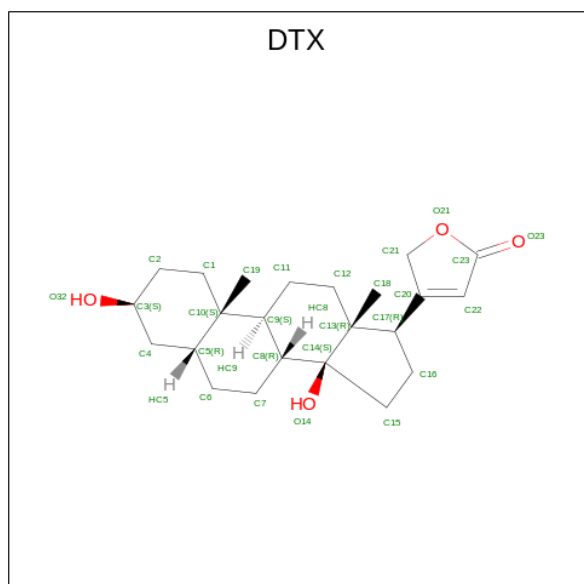 DTX
O21
O23
O
O
C21
C23
C2
C1
C19
C11
C12
C18
C20
C22
O32
HO
H
HC8
C3(S)
C10(S)
C9(S)
C13(R)
C17(R)
C4
C5(R)
H
HC9
C8(R)
C14(S)
C16
H
HC5
C6
C7
HO
O14
C15